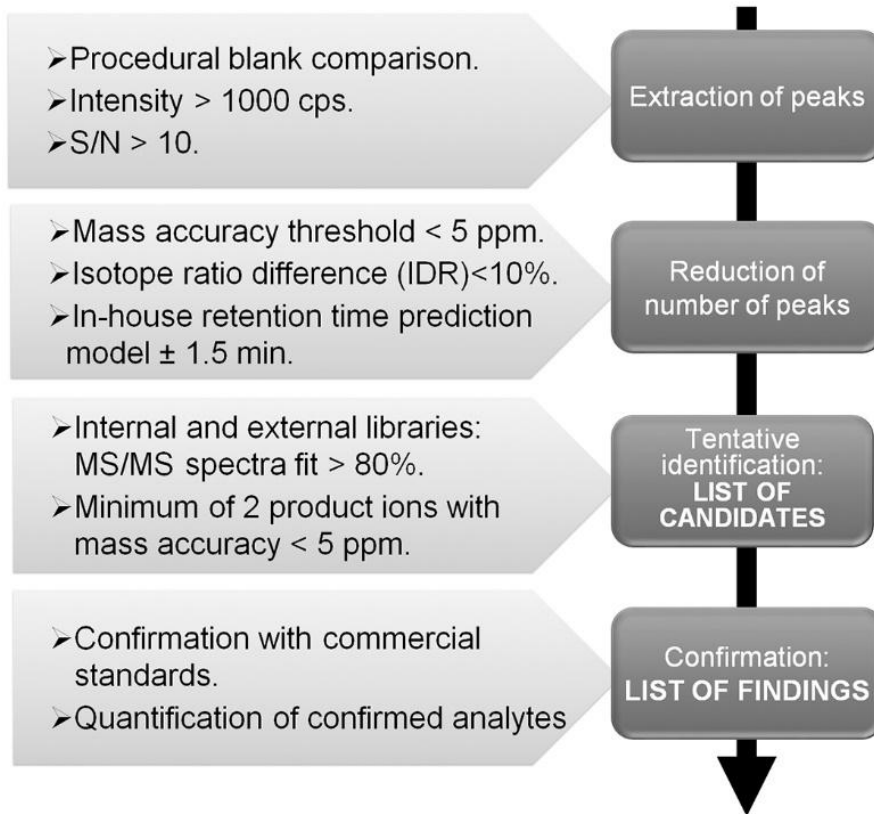 ➢Procedural blank comparison.
➢Intensity > 1000 cps.
➢S/N > 10.
Extraction of peaks
➢Mass accuracy threshold < 5 ppm.
➢Isotope ratio difference (IDR)<10%.
➢In-house retention time prediction
model ± 1.5 min.
Reduction of
number of peaks
➢Internal and external libraries:
MS/MS spectra fit > 80%.
➢Minimum of 2 product ions with
mass accuracy < 5 ppm.
Tentative
identification:
LIST OF
CANDIDATES
➢Confirmation with commercial
standards.
➢Quantification of confirmed analytes
Confirmation:
LIST OF FINDINGS